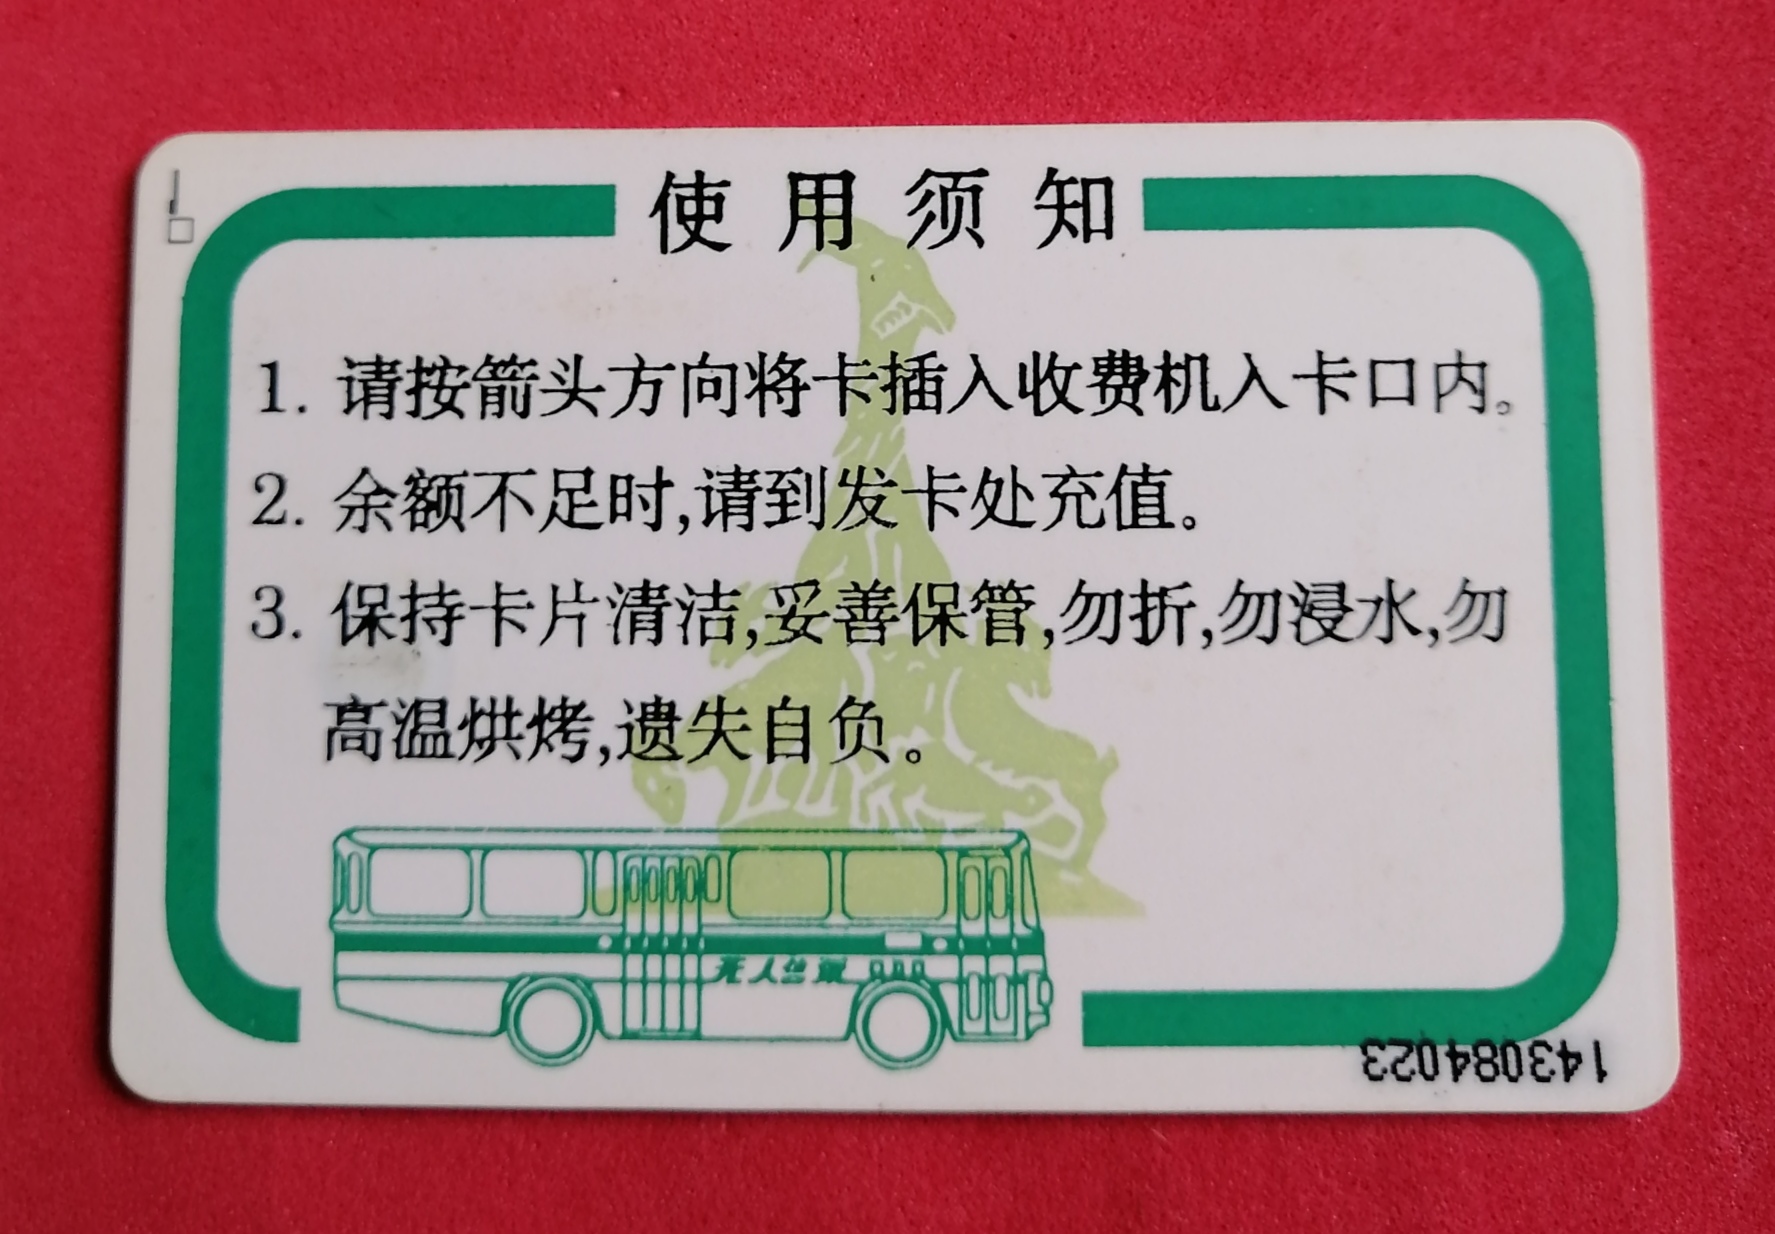 使用须知
1. 请按箭头方向将卡插入收费机入卡口内。
2. 余额不足时,请到发卡处充值。
3. 保持卡片清洁,妥善保管,勿折,勿浸水,勿
高温烘烤,遗失自负。
无人售票
143084023